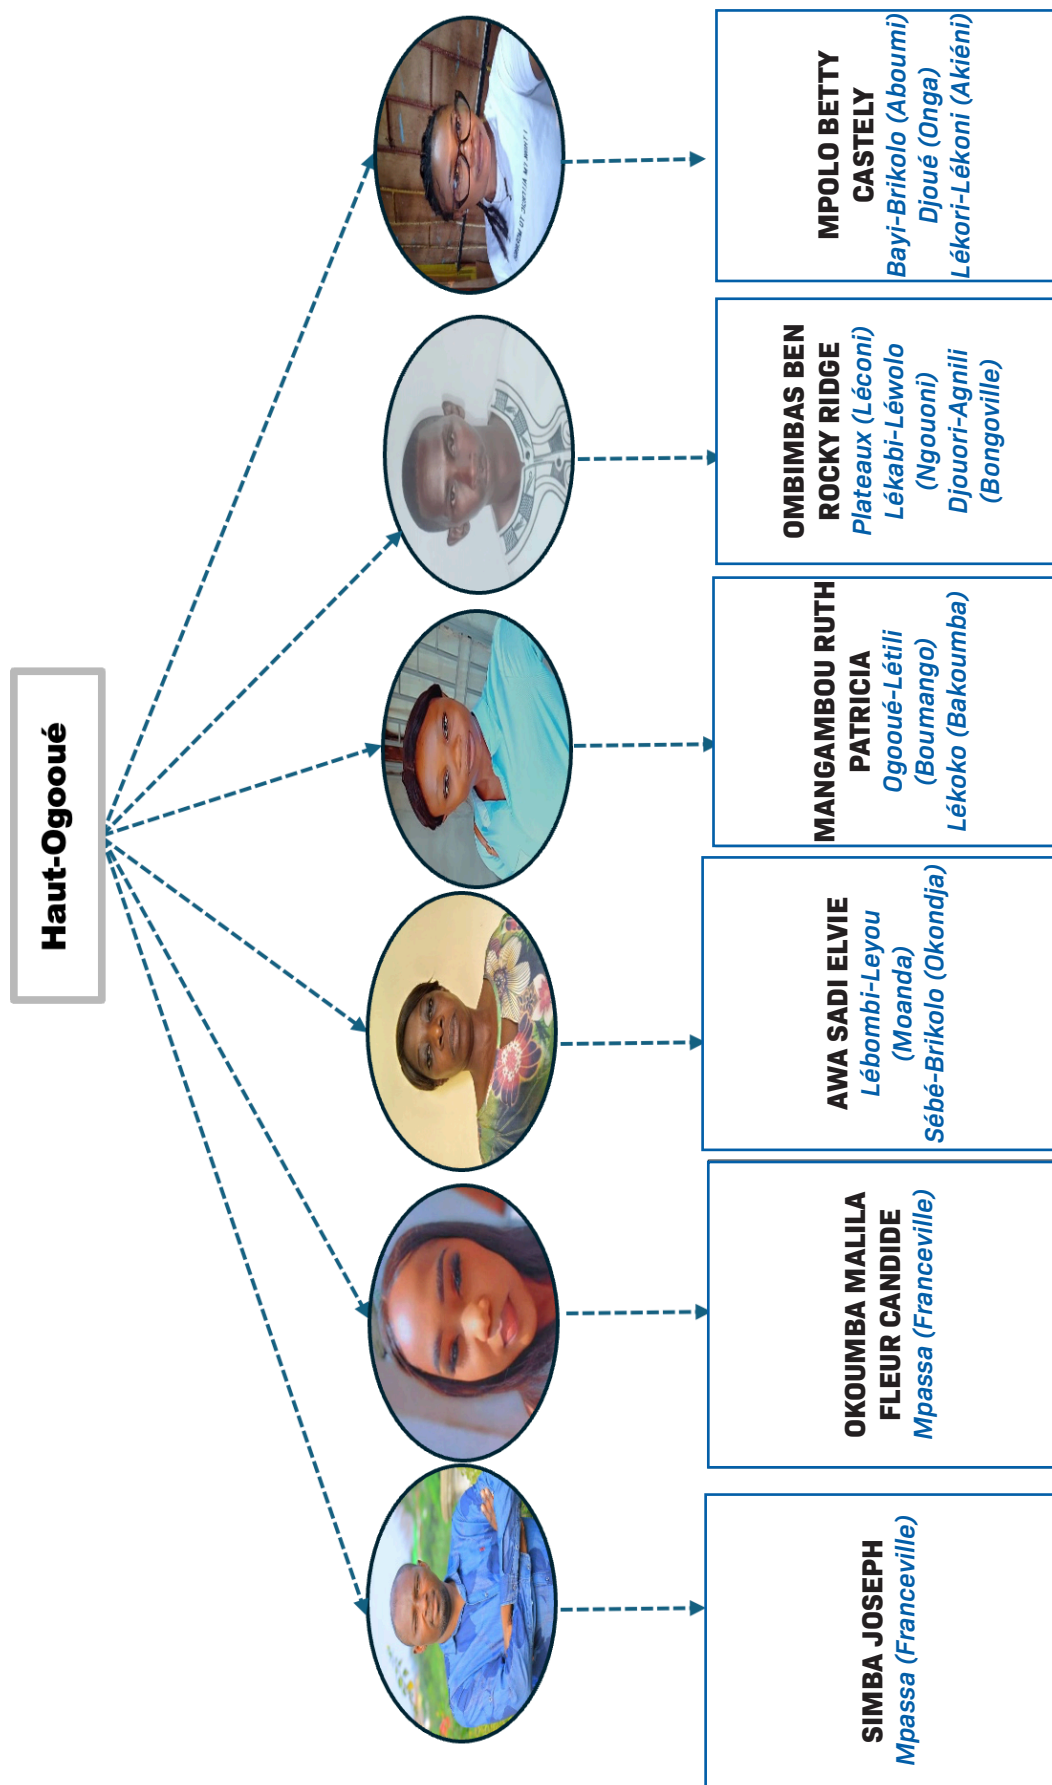 Haut-Ogooué
SIMBA JOSEPH
Mpassa (Franceville)
OKOUMBA MALILA
FLEUR CANDIDE
Mpassa (Franceville)
AWA SADI ELVIE
Lébombi-Leyou
(Moanda)
Sébé-Brikolo (Okondja)
MANGAMBOU RUTH
PATRICIA
Ogooué-Létili
(Boumango)
Lékoko (Bakoumba)
OMBIMBAS BEN
ROCKY RIDGE
Plateaux (Léconi)
Lékabi-Léwolo
(Ngouoni)
Djouori-Agnili
(Bongoville)
MPOLO BETTY
CASTELY
Bayi-Brikolo (Aboumi)
Djoué (Onga)
Lékori-Lékoni (Akiéni)